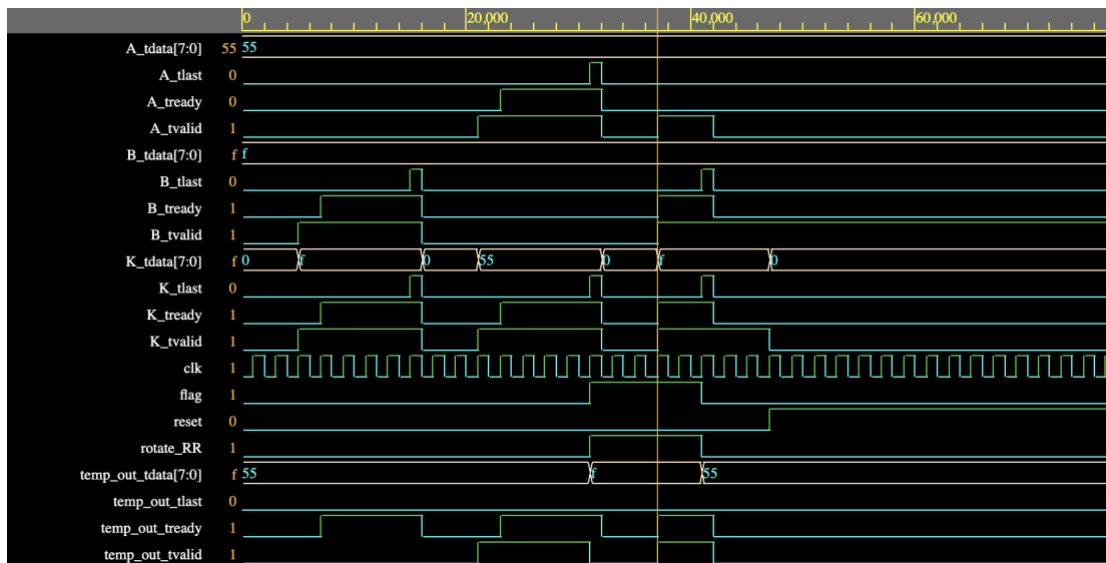 0 20,000 40,000 60,000
A_tdata[7:0] 55 55
A_tlast 0
A_tready 0
A_tvalid 1
B_tdata[7:0] f f
B_tlast 0
B_tready 1
B_tvalid 1
K_tdata[7:0] f 0 f 0 55 0 f 0
K_tlast 0
K_tready 1
K_tvalid 1
clk 1
flag 1
reset 0
rotate_RR 1
temp_out_tdata[7:0] f 55 f 55
temp_out_tlast 0
temp_out_tready 1
temp_out_tvalid 1